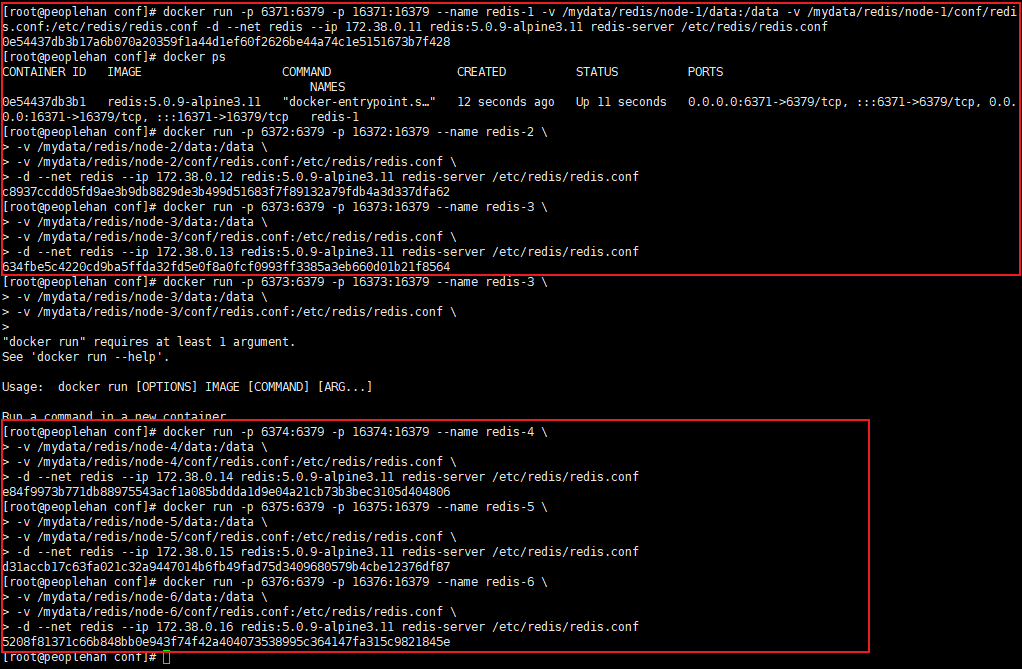 [root@peoplehan conf]# docker run -p 6371:6379 -p 16371:16379 --name redis-1 -v /mydata/redis/node-1/data:/data -v /mydata/redis/node-1/conf/redi
s.conf:/etc/redis/redis.conf -d --net redis --ip 172.38.0.11 redis:5.0.9-alpine3.11 redis-server /etc/redis/redis.conf
0e54437db3b17a6b070a20359f1a44d1ef60f2626be44a74c1e5151673b7f428
[root@peoplehan conf]# docker ps
CONTAINER ID   IMAGE                    COMMAND                  CREATED          STATUS          PORTS
NAMES
0e54437db3b1   redis:5.0.9-alpine3.11   "docker-entrypoint.s…"   12 seconds ago   Up 11 seconds   0.0.0.0:6371->6379/tcp, :::6371->6379/tcp, 0.0.
0.0:16371->16379/tcp, :::16371->16379/tcp   redis-1
[root@peoplehan conf]# docker run -p 6372:6379 -p 16372:16379 --name redis-2 \
> -v /mydata/redis/node-2/data:/data \
> -v /mydata/redis/node-2/conf/redis.conf:/etc/redis/redis.conf \
> -d --net redis --ip 172.38.0.12 redis:5.0.9-alpine3.11 redis-server /etc/redis/redis.conf
c8937ccdd05fd9ae3b9db8829de3b499d51683f7f89132a79fdb4a3d337dfa62
[root@peoplehan conf]# docker run -p 6373:6379 -p 16373:16379 --name redis-3 \
> -v /mydata/redis/node-3/data:/data \
> -v /mydata/redis/node-3/conf/redis.conf:/etc/redis/redis.conf \
> -d --net redis --ip 172.38.0.13 redis:5.0.9-alpine3.11 redis-server /etc/redis/redis.conf
634fbe5c4220cd9ba5ffda32fd5e0f8a0fcf0993ff3385a3eb660d01b21f8564
[root@peoplehan conf]# docker run -p 6373:6379 -p 16373:16379 --name redis-3 \
> -v /mydata/redis/node-3/data:/data \
> -v /mydata/redis/node-3/conf/redis.conf:/etc/redis/redis.conf \
>
"docker run" requires at least 1 argument.
See 'docker run --help'.
Usage:  docker run [OPTIONS] IMAGE [COMMAND] [ARG...]
Run a command in a new container
[root@peoplehan conf]# docker run -p 6374:6379 -p 16374:16379 --name redis-4 \
> -v /mydata/redis/node-4/data:/data \
> -v /mydata/redis/node-4/conf/redis.conf:/etc/redis/redis.conf \
> -d --net redis --ip 172.38.0.14 redis:5.0.9-alpine3.11 redis-server /etc/redis/redis.conf
e84f9973b771db88975543acf1a085bddda1d9e04a21cb73b3bec3105d404806
[root@peoplehan conf]# docker run -p 6375:6379 -p 16375:16379 --name redis-5 \
> -v /mydata/redis/node-5/data:/data \
> -v /mydata/redis/node-5/conf/redis.conf:/etc/redis/redis.conf \
> -d --net redis --ip 172.38.0.15 redis:5.0.9-alpine3.11 redis-server /etc/redis/redis.conf
d31accb17c63fa021c32a9447014b6fb49fad75d3409680579b4cbe12376df87
[root@peoplehan conf]# docker run -p 6376:6379 -p 16376:16379 --name redis-6 \
> -v /mydata/redis/node-6/data:/data \
> -v /mydata/redis/node-6/conf/redis.conf:/etc/redis/redis.conf \
> -d --net redis --ip 172.38.0.16 redis:5.0.9-alpine3.11 redis-server /etc/redis/redis.conf
5208f81371c66b848bb0e943f74f42a404073538995c364147fa315c9821845e
[root@peoplehan conf]#